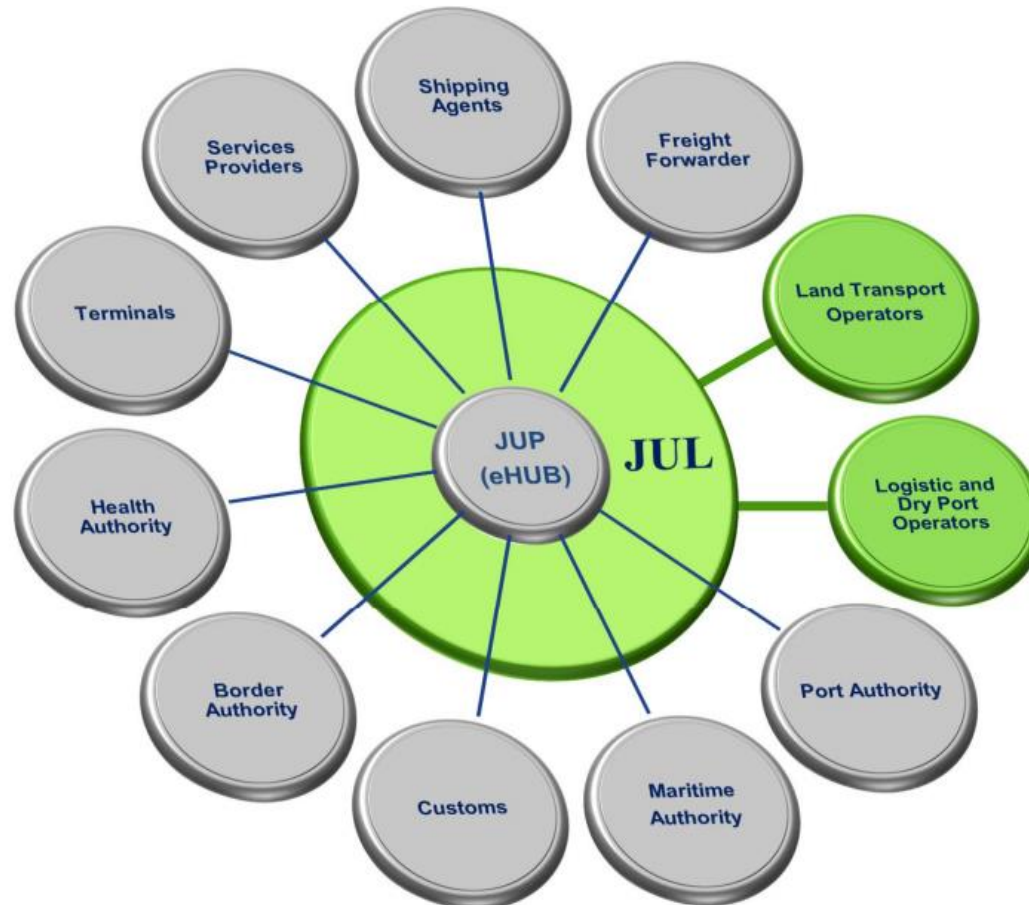 Shipping
Agents
Freight
Forwarder
Services
Providers
Land Transport
Operators
Terminals
JUP
(eHUB)
JUL
Logistic and
Dry Port
Operators
Health
Authority
Border
Authority
Port Authority
Customs
Maritime
Authority